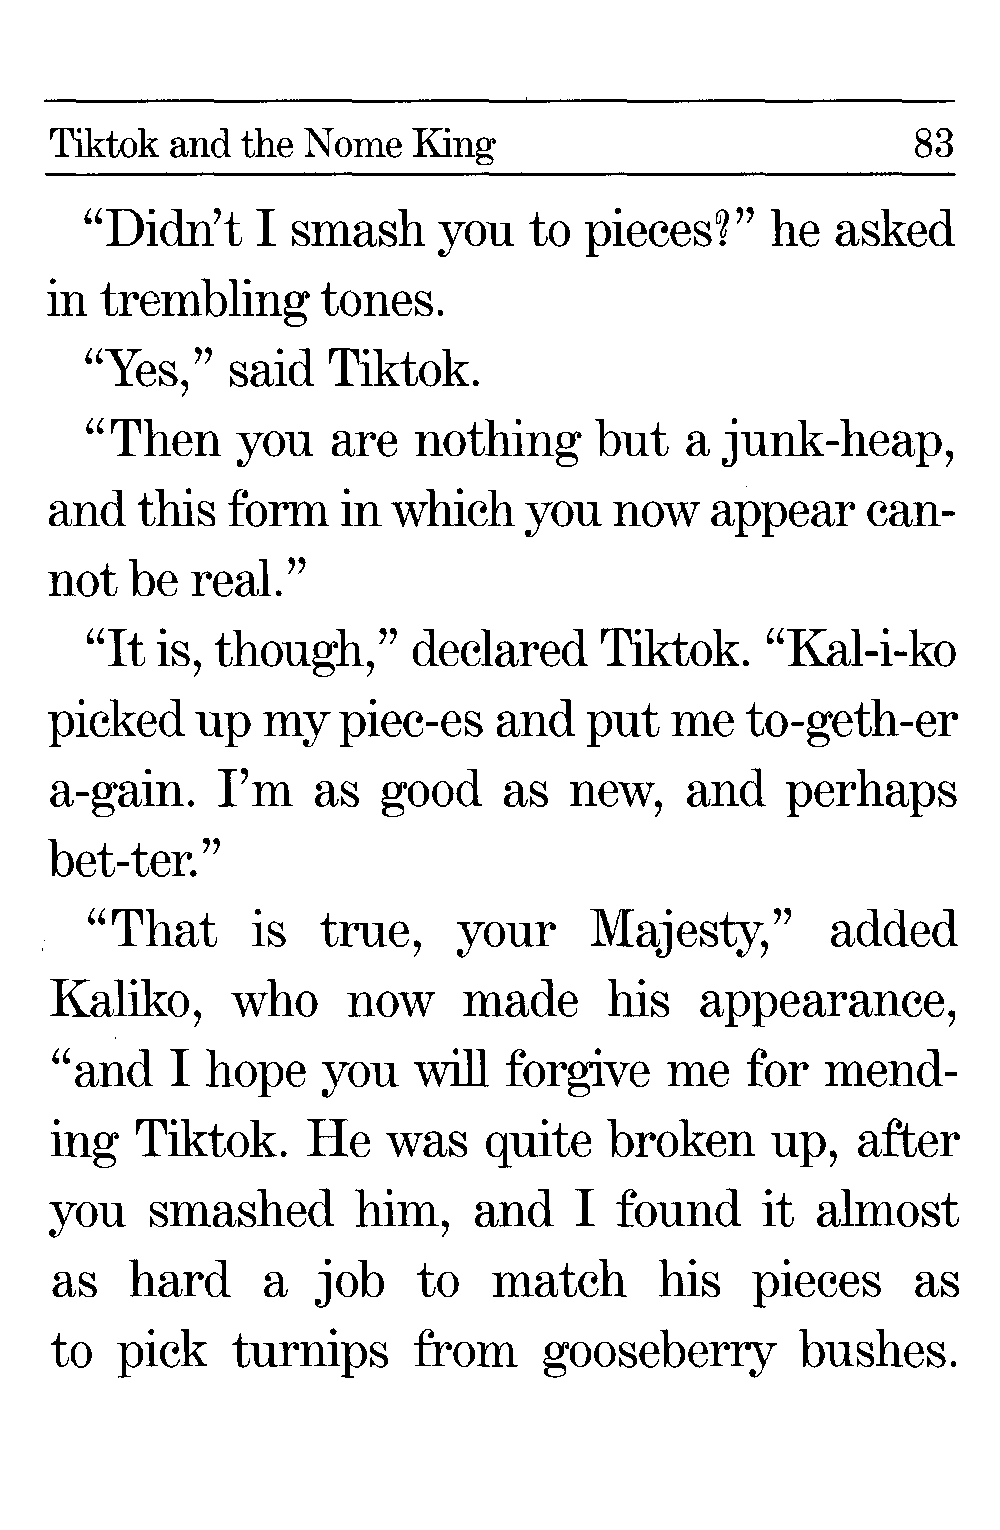 Tiktok and the Nome King 83
“Didn’t I smash you to pieces?” he asked
in trembling tones.
“Yes,” said Tiktok.
“Then you are nothing but a junk-heap,
and this form in which you now appear can-
not be real.”
“It is, though,” declared Tiktok. “Kal-i-ko
picked up my piec-es and put me to-geth-er
a-gain. I’m as good as new, and perhaps
bet-ter.”
“That is true, your Majesty,” added
Kaliko, who now made his appearance,
“and I hope you will forgive me for mend-
ing Tiktok. He was quite broken up, after
you smashed him, and I found it almost
as hard a job to match his pieces as
to pick turnips from gooseberry bushes.